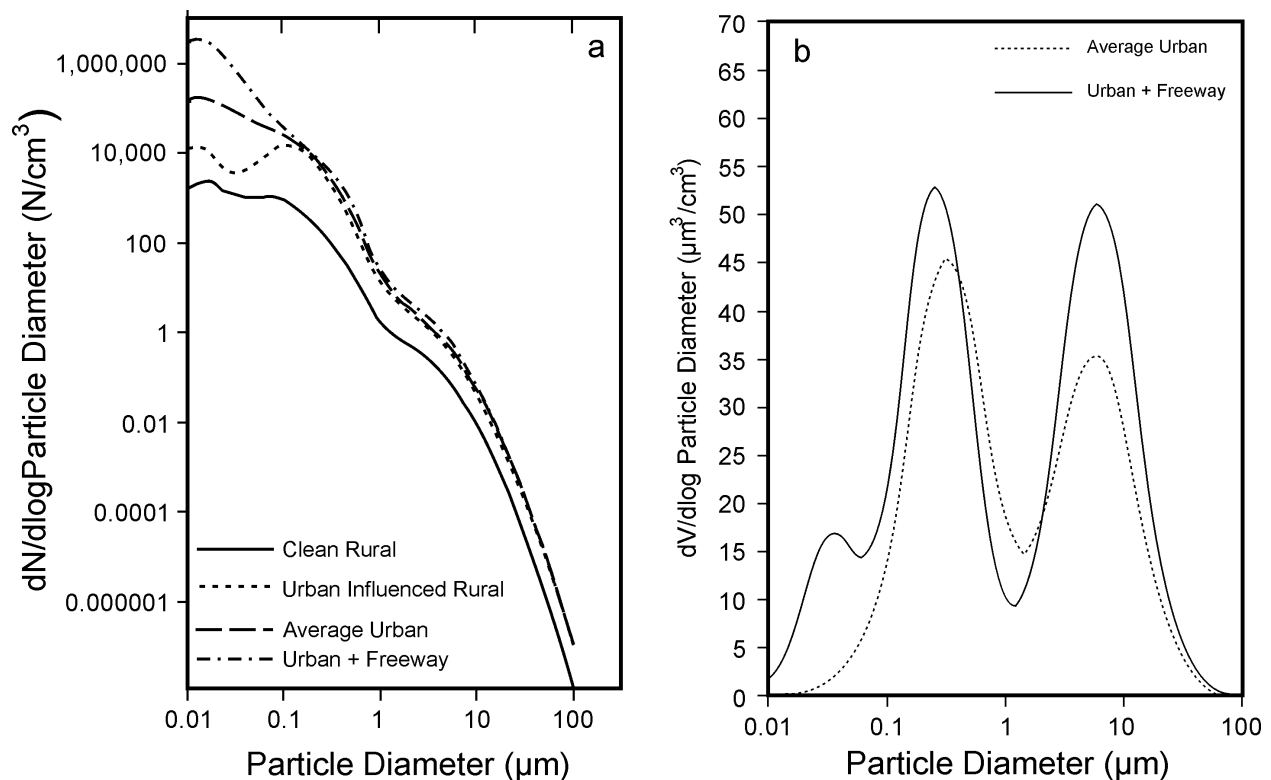 a
dN/dlogParticle Diameter (N/cm³)
1,000,000
10,000
100
1
0.01
0.0001
0.000001
Clean Rural
Urban Influenced Rural
Average Urban
Urban + Freeway
0.01 0.1 1 10 100
Particle Diameter (µm)
b
Average Urban
Urban + Freeway
dV/dlog Particle Diameter (µm³/cm³)
70
65
60
55
50
45
40
35
30
25
20
15
10
5
0
0.01 0.1 1 10 100
Particle Diameter (µm)